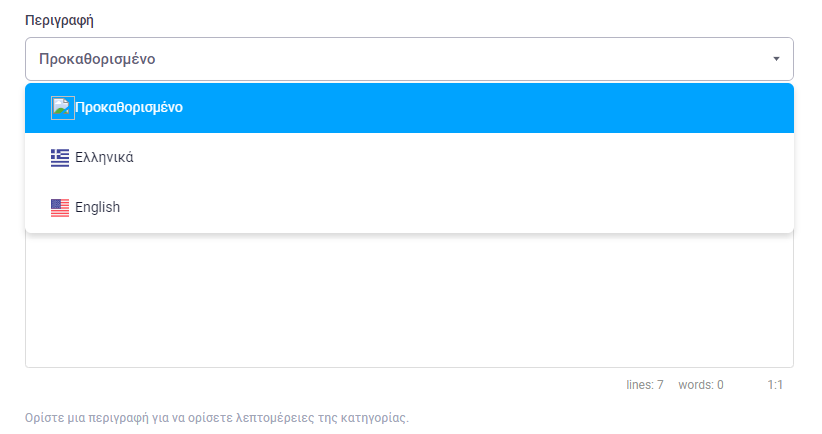 Περιγραφή
Προκαθορισμένο
Προκαθορισμένο
Ελληνικά
English
lines: 7 words: 0 1:1
Ορίστε μια περιγραφή για να ορίσετε λεπτομέρειες της κατηγορίας.